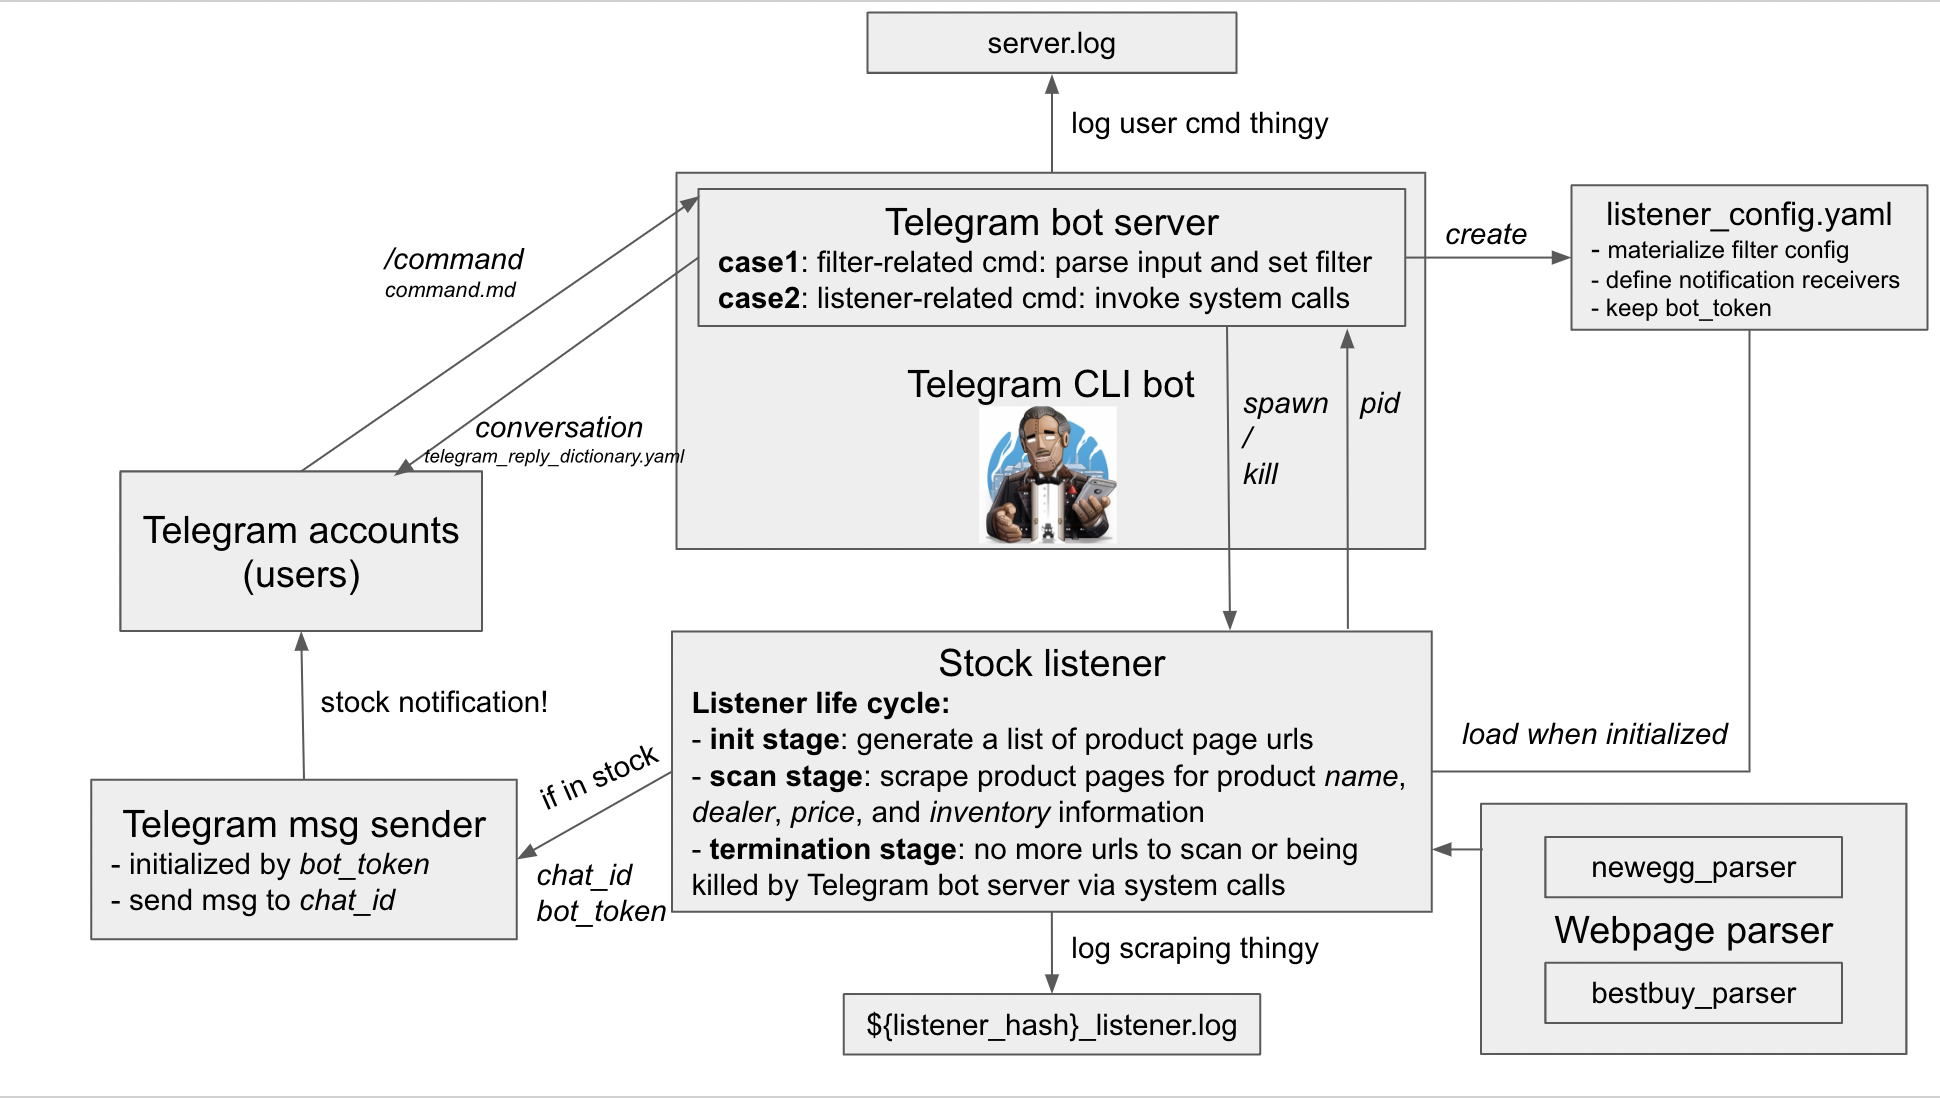 server.log
log user cmd thingy
Telegram bot server
case1: filter-related cmd: parse input and set filter
case2: listener-related cmd: invoke system calls
create
listener_config.yaml
- materialize filter config
- define notification receivers
- keep bot_token
/command
command.md
conversation
telegram_reply_dictionary.yaml
Telegram CLI bot
spawn
/
kill
pid
Telegram accounts
(users)
stock notification!
Stock listener
Listener life cycle:
- init stage: generate a list of product page urls
- scan stage: scrape product pages for product name,
dealer, price, and inventory information
- termination stage: no more urls to scan or being
killed by Telegram bot server via system calls
load when initialized
if in stock
chat_id
bot_token
Telegram msg sender
- initialized by bot_token
- send msg to chat_id
newegg_parser
Webpage parser
bestbuy_parser
log scraping thingy
${listener_hash}_listener.log